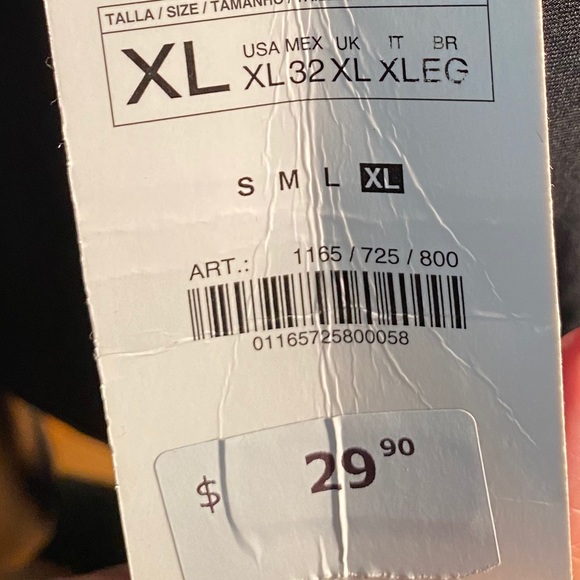 TALLA / SIZE / TAMANHO /
XL
USA MEX UK IT BR
XL 32 XL XL EG
S M L XL
ART.: 1165 / 725 / 800
01165725800058
$ 29 90